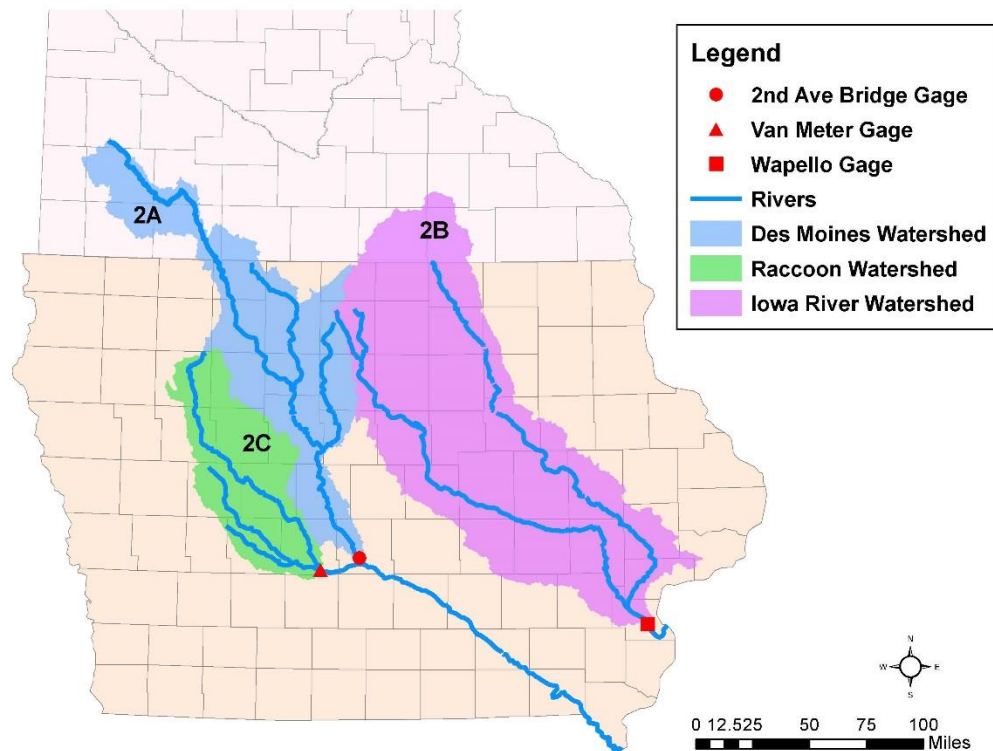 Legend
2nd Ave Bridge Gage
Van Meter Gage
Wapello Gage
Rivers
Des Moines Watershed
Raccoon Watershed
Iowa River Watershed
2A
2B
2C
N
W E
S
0 12.525 50 75 100
Miles